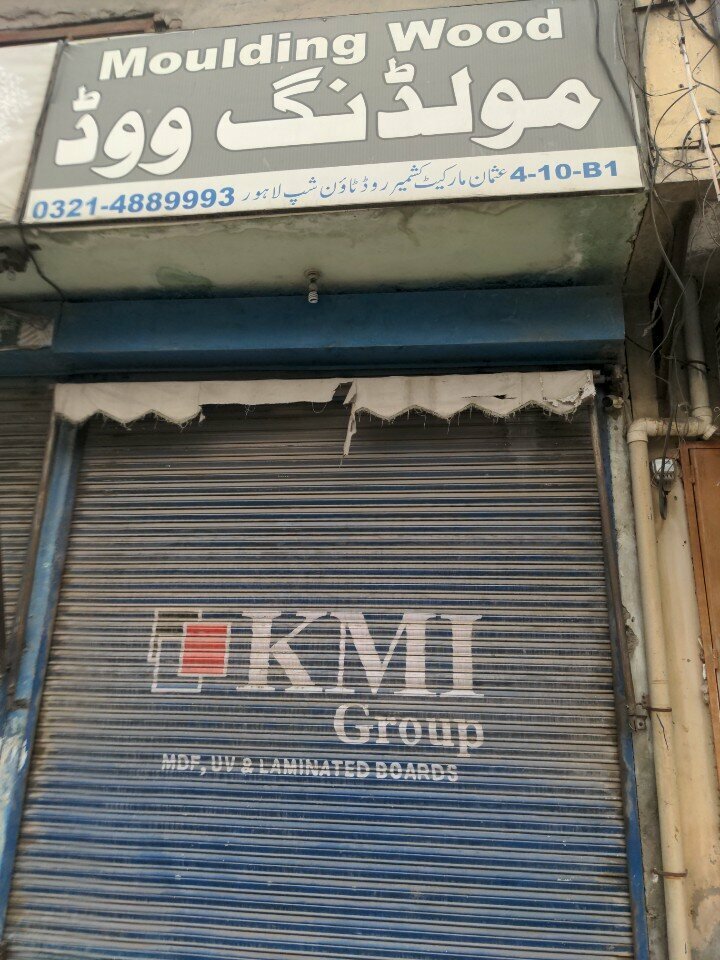 Moulding Wood
مولڈنگ ووڈ
4-10-B1 عثمان مارکیٹ کشمیر روڈ ٹاؤن شپ لاہور 0321-4889993
KMI
Group
MDF, UV & LAMINATED BOARDS